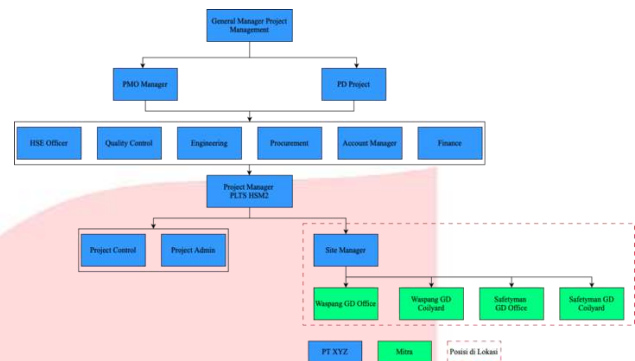 General Manager Project
Management
PMO Manager
PD Project
HSE Officer
Quality Control
Engineering
Procurement
Account Manager
Finance
Project Manager
PLTS HSM2
Project Control
Project Admin
Site Manager
Waspang GD Office
Waspang GD
Coilyard
Safetyman
GD Office
Safetyman GD
Coilyard
PT XYZ
Mitra
Posisi di Lokasi